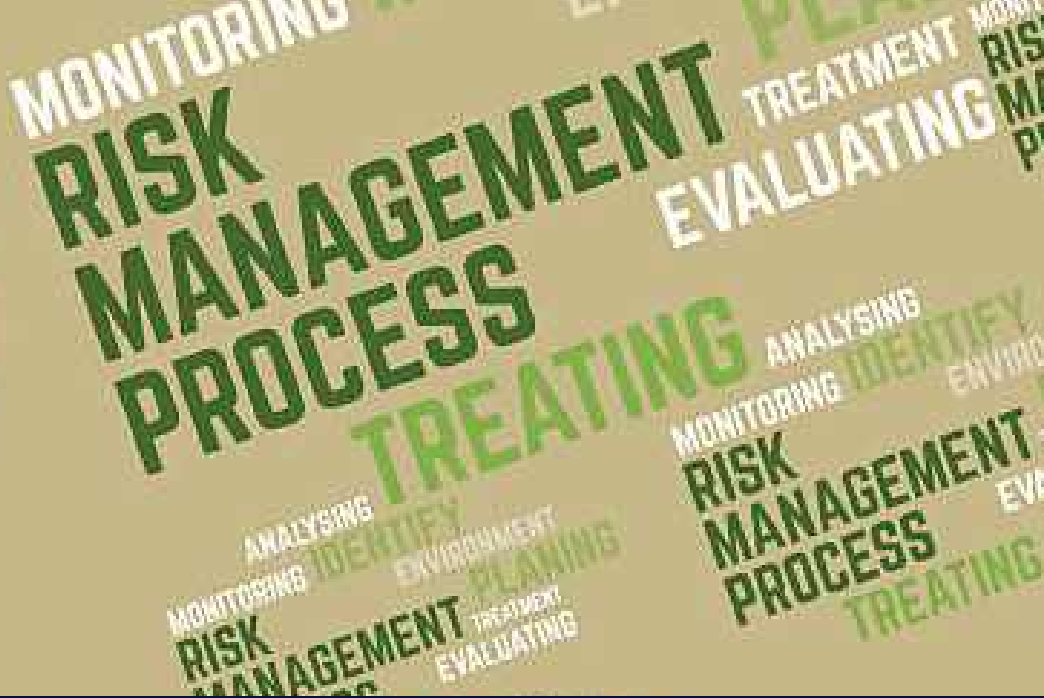 MONITORING
TREATMENT
EVALUATING
RISK
MANAGEMENT
PROCESS
TREATING
ANALYSING
IDENTIFY
MONITORING
RISK
MANAGEMENT
PROCESS
TREATING
ANALYSING
IDENTIFY
ENVIRONMENT
PLANING
MONITORING
TREATMENT
EVALUATING
RISK
MANAGEMENT